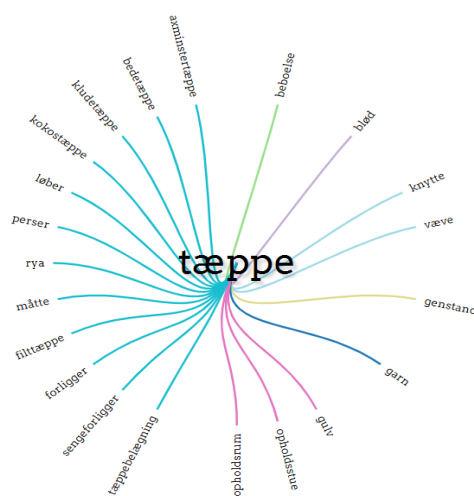 axminstertæppe
bedetæppe
kludetæppe
kokostæppe
løber
perser
rya
måtte
filttæppe
forligger
sengeforligger
tæppebelægning
tæppe
beboelse
blød
knytte
væve
genstand
garn
gulv
opholdsstue
opholdsrum